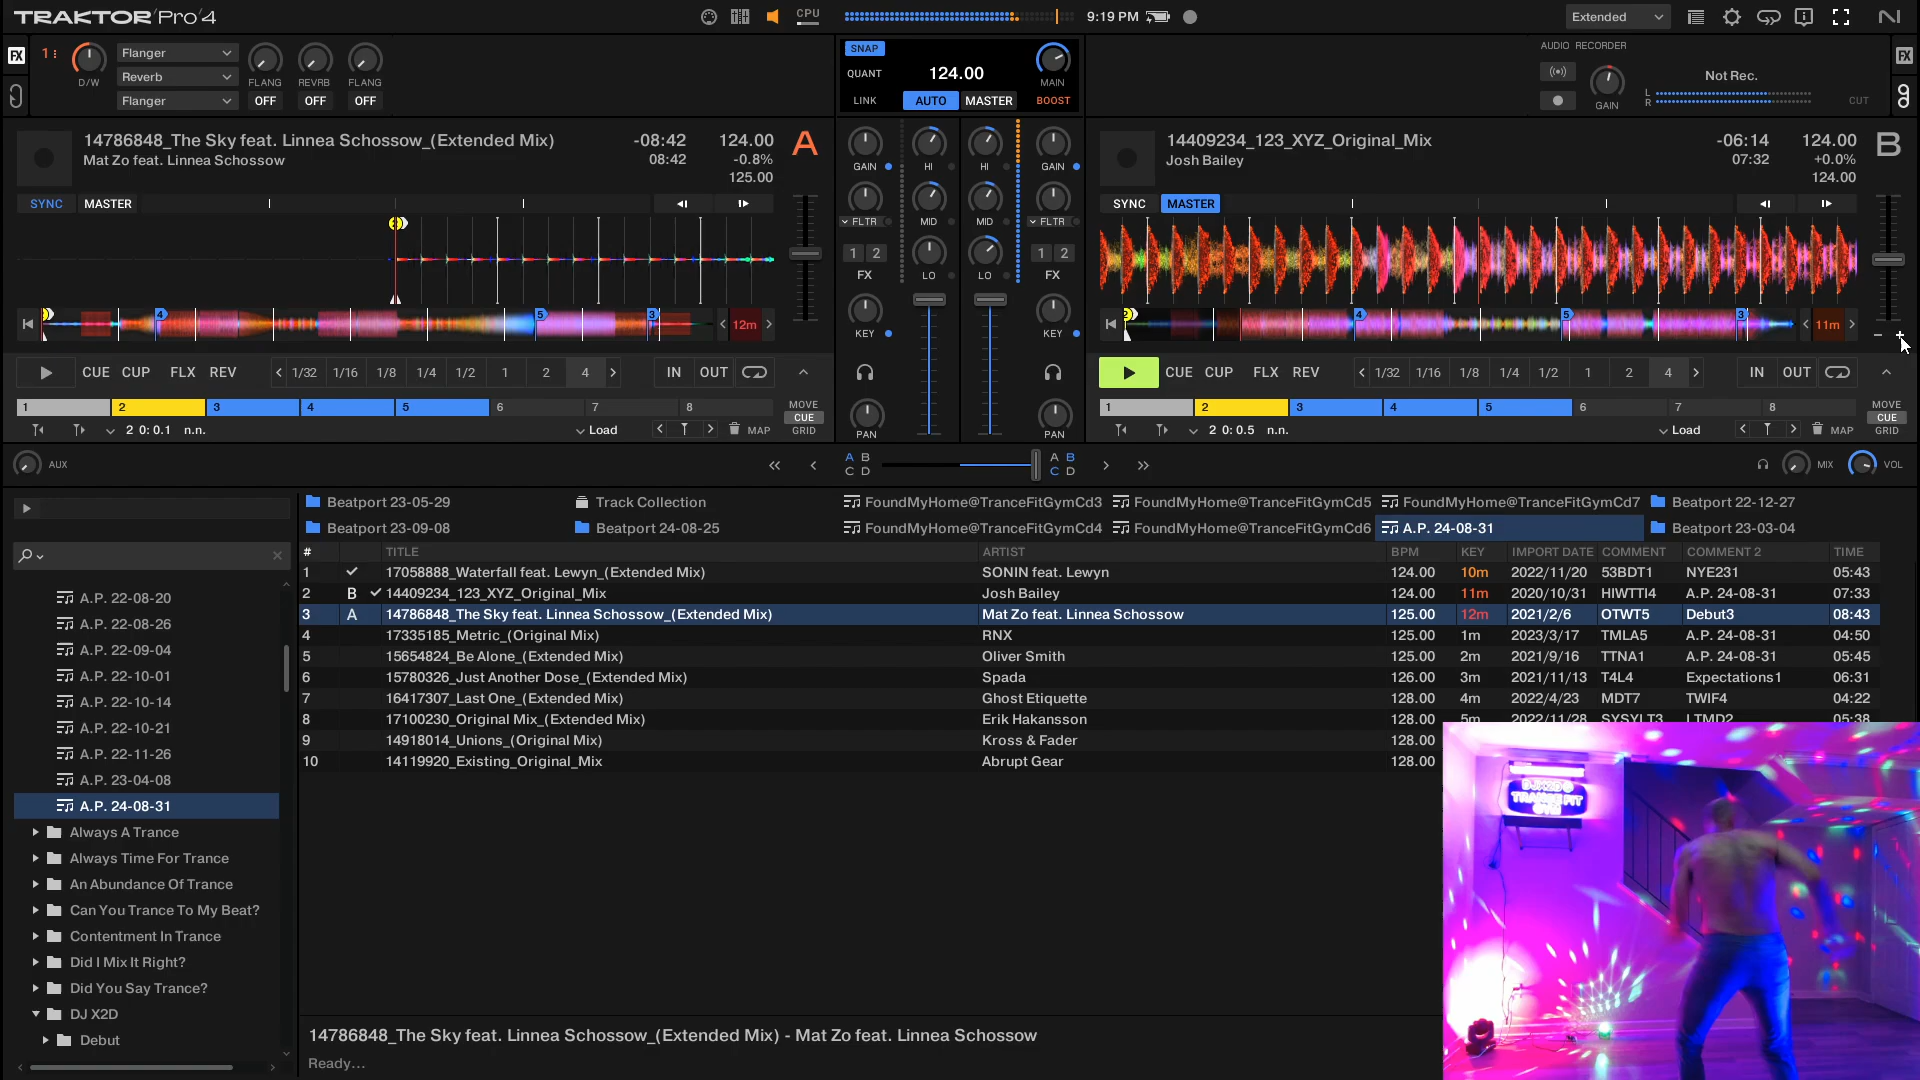 TRAKTOR Pro 4
CPU
9:19 PM
Extended
FX
1
D/W
Flanger
Reverb
Flanger
FLANG REVRB FLANG
OFF OFF OFF
SNAP
QUANT
124.00
LINK AUTO MASTER
MAIN
BOOST
AUDIO RECORDER
GAIN
Not Rec.
L
R
CUT
FX
14786848_The Sky feat. Linnea Schossow_(Extended Mix)
Mat Zo feat. Linnea Schossow
-08:42
08:42
124.00
-0.8%
125.00
A
SYNC MASTER
4 5 3
12m
CUE CUP FLX REV
1/32 1/16 1/8 1/4 1/2 1 2 4
IN OUT
1 2 3 4 5 6 7 8
2 0: 0.1 n.n.
Load
MAP
MOVE
CUE
GRID
GAIN HI HI GAIN
FLTR MID MID FLTR
1 2 1 2
FX LO LO FX
KEY KEY
PAN PAN
14409234_123_XYZ_Original_Mix
Josh Bailey
-06:14
07:32
124.00
+0.0%
124.00
B
SYNC MASTER
2 4 5 3
11m
CUE CUP FLX REV
1/32 1/16 1/8 1/4 1/2 1 2 4
IN OUT
1 2 3 4 5 6 7 8
2 0: 0.5 n.n.
Load
MAP
MOVE
CUE
GRID
AUX
A B
C D
A B
C D
MIX VOL
Beatport 23-05-29 Track Collection FoundMyHome@TranceFitGymCd3 FoundMyHome@TranceFitGymCd5 FoundMyHome@TranceFitGymCd7 Beatport 22-12-27
Beatport 23-09-08 Beatport 24-08-25 FoundMyHome@TranceFitGymCd4 FoundMyHome@TranceFitGymCd6 A.P. 24-08-31 Beatport 23-03-04
A.P. 22-08-20
A.P. 22-08-26
A.P. 22-09-04
A.P. 22-10-01
A.P. 22-10-14
A.P. 22-10-21
A.P. 22-11-26
A.P. 23-04-08
A.P. 24-08-31
Always A Trance
Always Time For Trance
An Abundance Of Trance
Can You Trance To My Beat?
Contentment In Trance
Did I Mix It Right?
Did You Say Trance?
DJ X2D
Debut
# TITLE ARTIST BPM KEY IMPORT DATE COMMENT COMMENT 2 TIME
1 17058888_Waterfall feat. Lewyn_(Extended Mix) SONIN feat. Lewyn 124.00 10m 2022/11/20 53BDT1 NYE231 05:43
2 B 14409234_123_XYZ_Original_Mix Josh Bailey 124.00 11m 2020/10/31 HIWTTI4 A.P. 24-08-31 07:33
3 A 14786848_The Sky feat. Linnea Schossow_(Extended Mix) Mat Zo feat. Linnea Schossow 125.00 12m 2021/2/6 OTWT5 Debut3 08:43
4 17335185_Metric_(Original Mix) RNX 125.00 1m 2023/3/17 TMLA5 A.P. 24-08-31 04:50
5 15654824_Be Alone_(Extended Mix) Oliver Smith 125.00 2m 2021/9/16 TTNA1 A.P. 24-08-31 05:45
6 15780326_Just Another Dose_(Extended Mix) Spada 126.00 3m 2021/11/13 T4L4 Expectations1 06:31
7 16417307_Last One_(Extended Mix) Ghost Etiquette 128.00 4m 2022/4/23 MDT7 TWIF4 04:22
8 17100230_Original Mix_(Extended Mix) Erik Hakansson 128.00 5m 2022/11/28 SYSYLT3 LTMD2 05:38
9 14918014_Unions_(Original Mix) Kross & Fader 128.00
10 14119920_Existing_Original_Mix Abrupt Gear 128.00
DJX2D@
TRANCE FIT
GYM
14786848_The Sky feat. Linnea Schossow_(Extended Mix) - Mat Zo feat. Linnea Schossow
Ready...